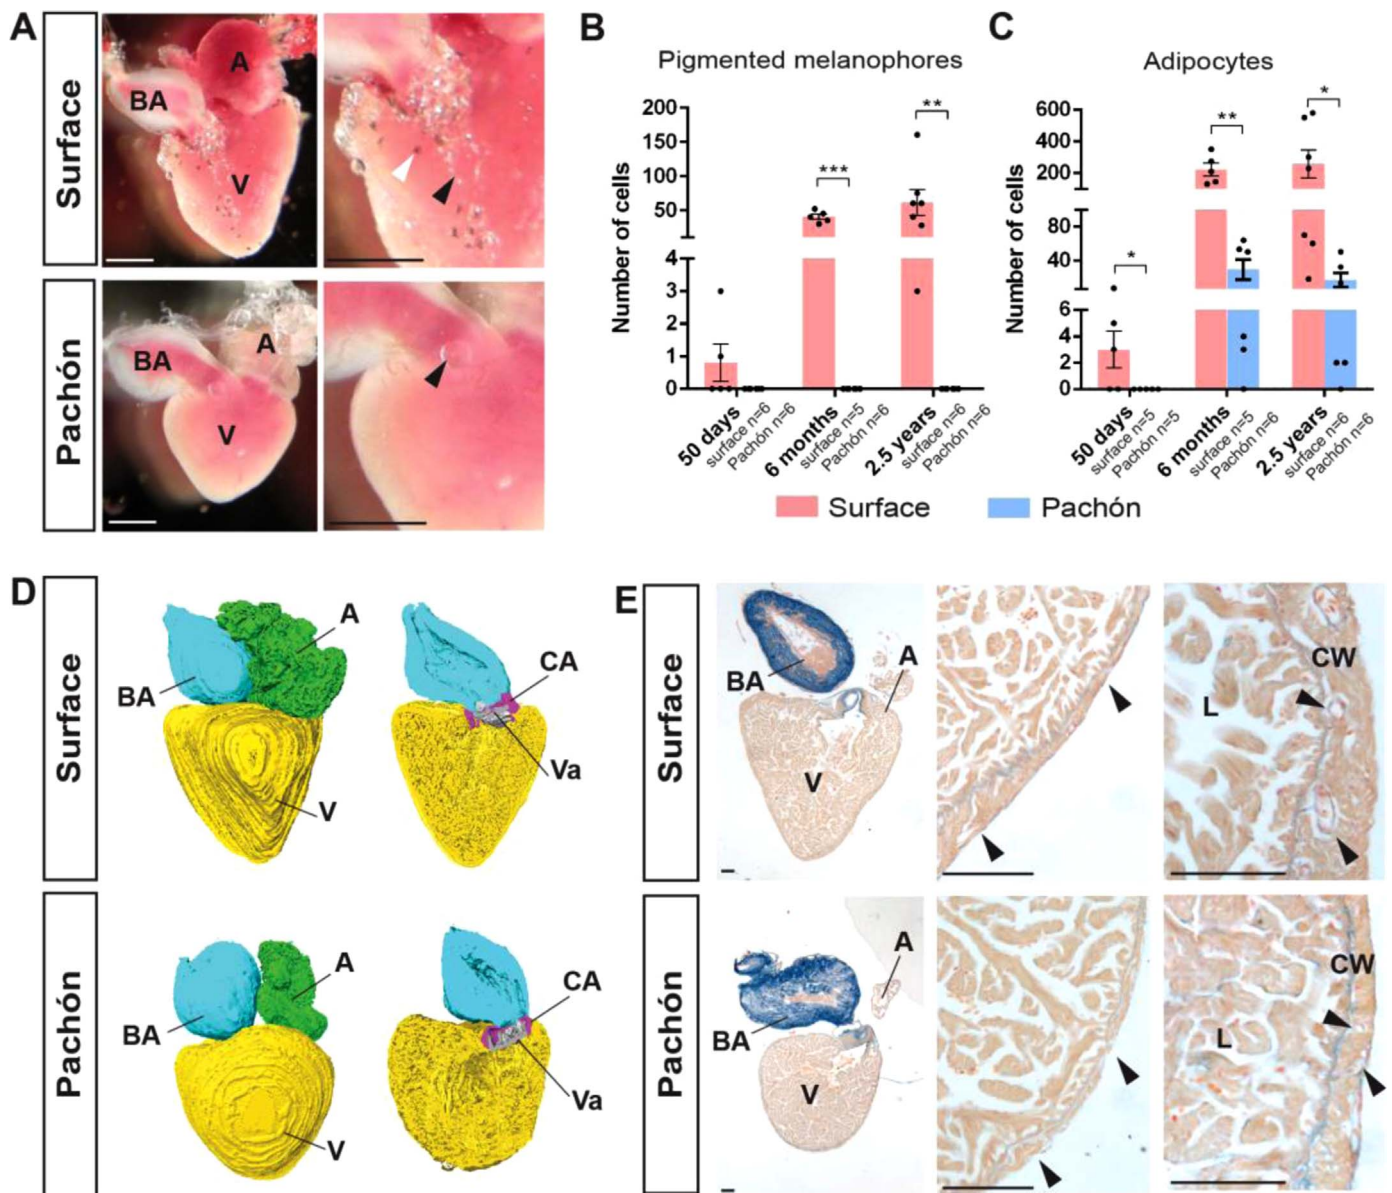 A
Surface
A
BA
V
Pachón
BA
A
V
B
Pigmented melanophores
Number of cells
200
150
100
50
4
3
2
1
0
*** 
**
50 days
surface n=6
Pachón n=6
6 months
surface n=5
Pachón n=6
2.5 years
surface n=6
Pachón n=6
C
Adipocytes
Number of cells
600
400
200
80
40
6
4
2
0
*
**
*
50 days
surface n=5
Pachón n=5
6 months
surface n=5
Pachón n=6
2.5 years
surface n=6
Pachón n=6
Surface
Pachón
D
Surface
A
BA
V
CA
Va
Pachón
A
BA
V
CA
Va
E
Surface
BA
A
V
CW
L
Pachón
A
BA
V
CW
L